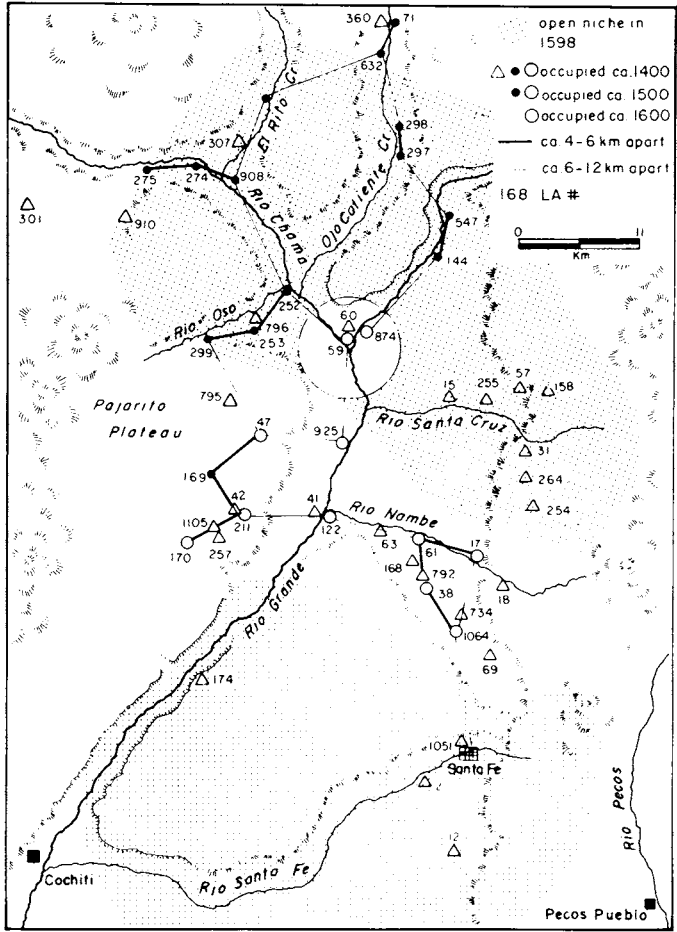 open niche in
1598
occupied ca. 1400
occupied ca. 1500
occupied ca. 1600
ca 4-6 km apart
ca. 6-12 km apart
168 LA #
0 11
Km
360
71
632
El Rito Cr
307
298
297
275
274
908
Rio Chama
Ojo Caliente Cr
301
910
547
144
252
Rio Oso
796
253
299
60
59
874
795
Pajarito
Plateau
47
925
15
255
57
158
Rio Santa Cruz
31
264
254
169
42
211
41
122
Rio Nambe
1105
257
170
63
61
17
168
792
38
18
734
1064
69
Rio Grande
174
1051
Santa Fe
12
Rio Santa Fe
Cochiti
Rio Pecos
Pecos Pueblo